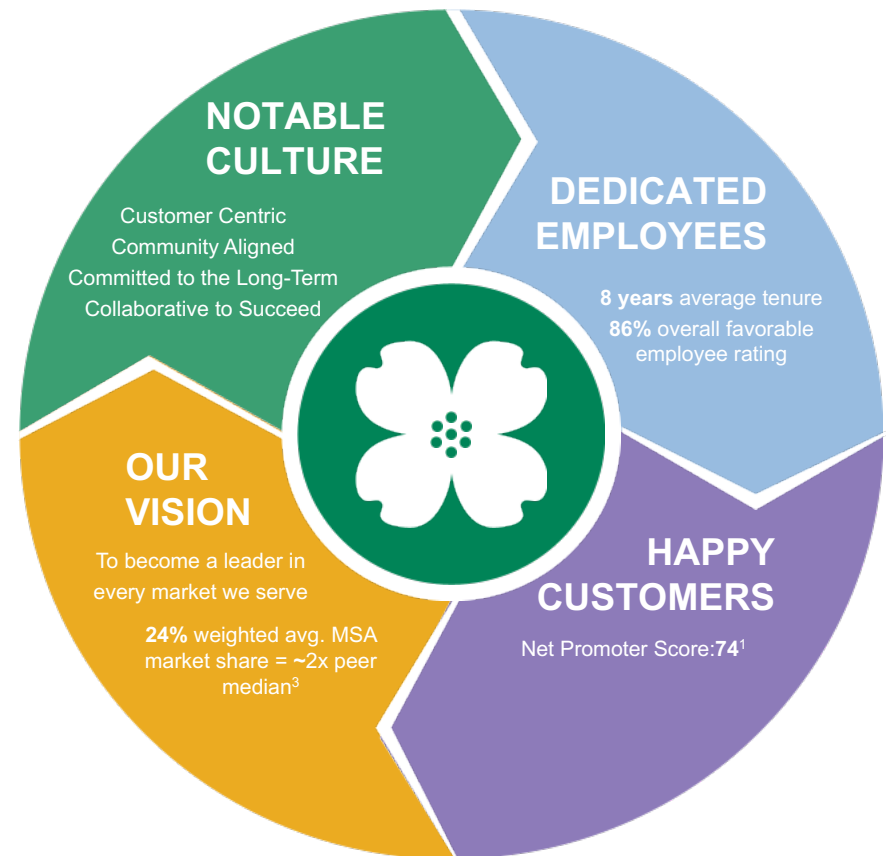 NOTABLE
CULTURE
Customer Centric
Community Aligned
Committed to the Long-Term
Collaborative to Succeed
DEDICATED
EMPLOYEES
8 years average tenure
86% overall favorable
employee rating
HAPPY
CUSTOMERS
Net Promoter Score:74¹
OUR
VISION
To become a leader in
every market we serve
24% weighted avg. MSA
market share = ~2x peer
median³